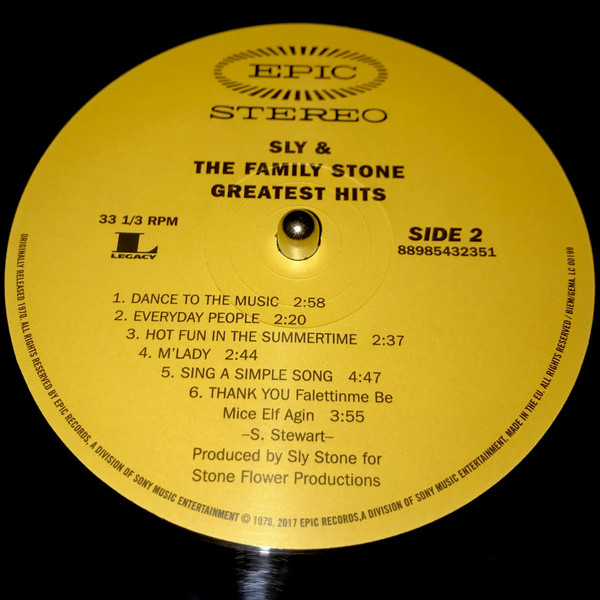 EPIC
STEREO
SLY &
THE FAMILY STONE
GREATEST HITS
33 1/3 RPM
L
LEGACY
SIDE 2
88985432351
1. DANCE TO THE MUSIC 2:58
2. EVERYDAY PEOPLE 2:20
3. HOT FUN IN THE SUMMERTIME 2:37
4. M'LADY 2:44
5. SING A SIMPLE SONG 4:47
6. THANK YOU Falettinme Be
Mice Elf Agin 3:55
–S. Stewart–
Produced by Sly Stone for
Stone Flower Productions
ORIGINALLY RELEASED 1970. ALL RIGHTS RESERVED BY EPIC RECORDS, A DIVISION OF SONY MUSIC ENTERTAINMENT © 1970, 2017 EPIC RECORDS,A DIVISION OF SONY MUSIC ENTERTAINMENT. MADE IN THE EU. ALL RIGHTS RESERVED / BIEM/GEMA. LC 00199